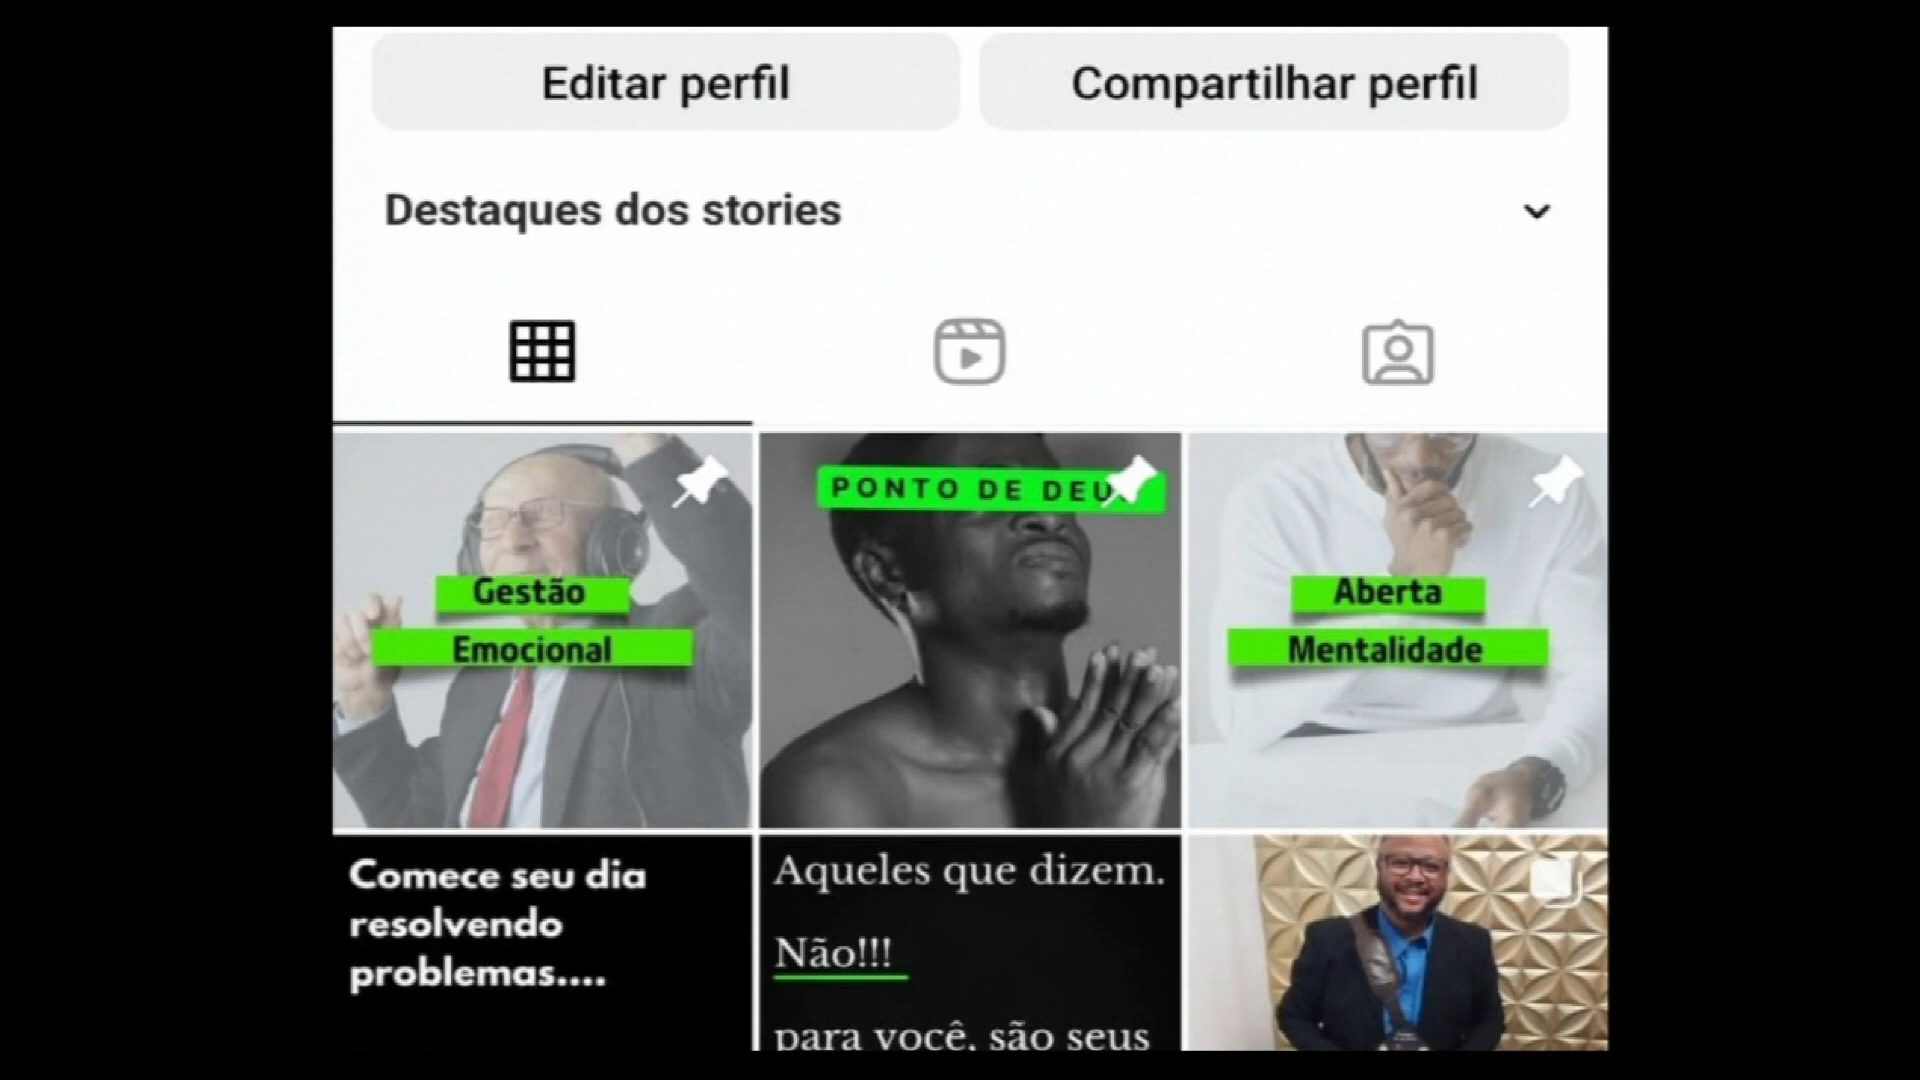 Editar perfil
Compartilhar perfil
Destaques dos stories
Gestão
Emocional
PONTO DE
Aberta
Mentalidade
Comece seu dia
resolvendo
problemas....
Aqueles que dizem.
Não!!!
para você, são seus